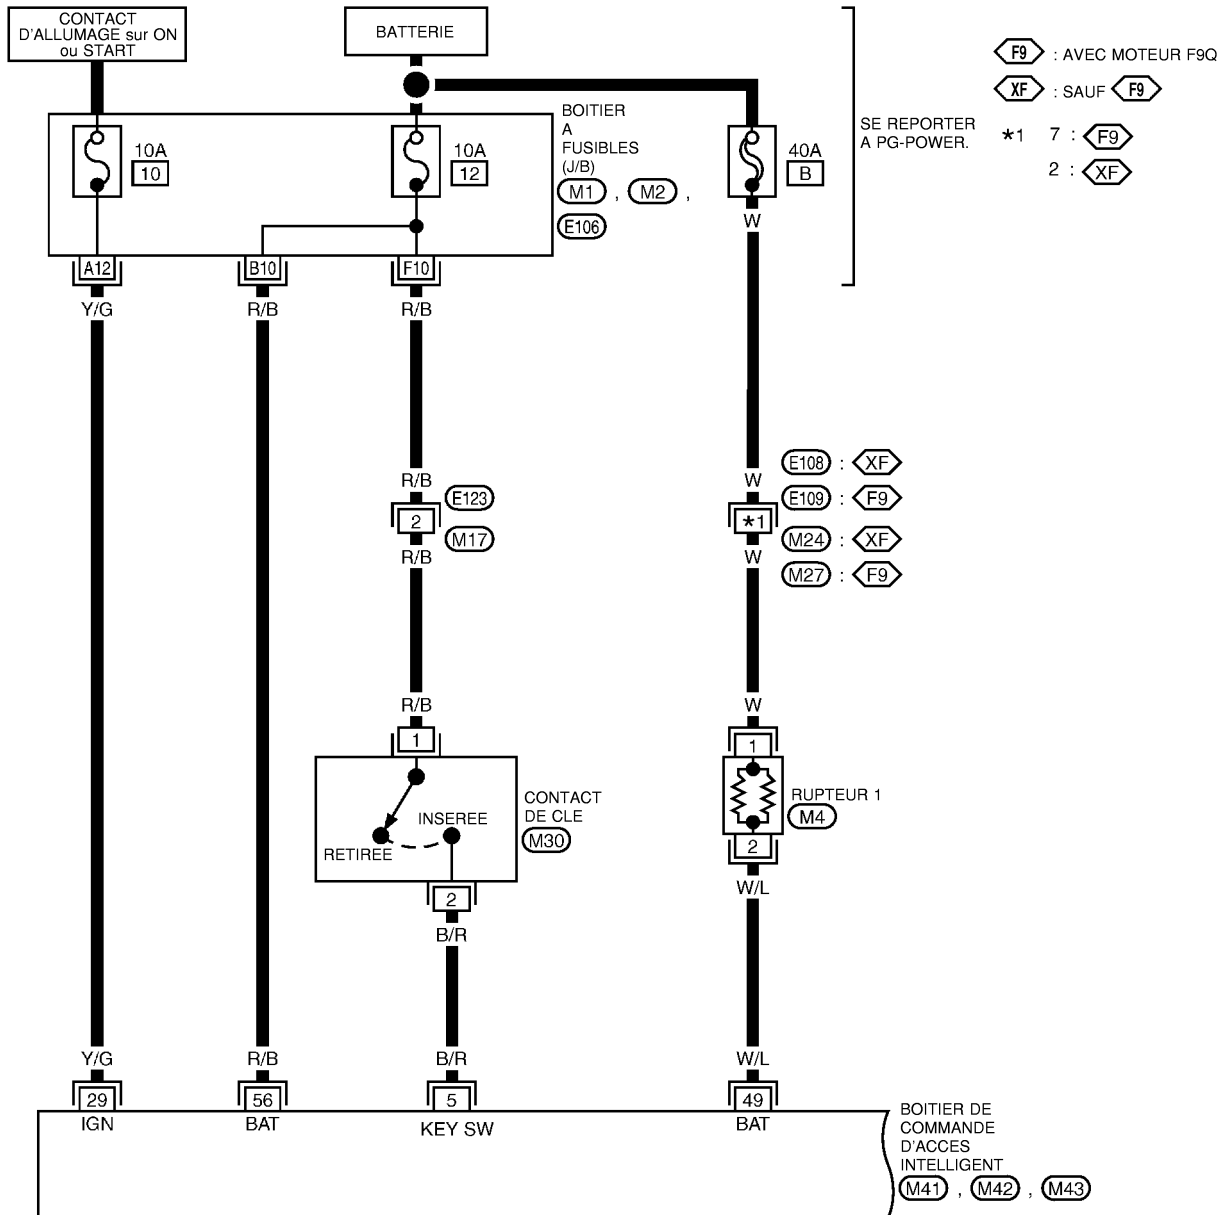 CONTACT
D'ALLUMAGE sur ON
ou START
BATTERIE
F9 : AVEC MOTEUR F9Q
XF : SAUF F9
*1 7 : F9
2 : XF
SE REPORTER
A PG-POWER.
BOITIER
A
FUSIBLES
(J/B)
M1 , M2 ,
E106
10A
10
10A
12
40A
B
W
A12
B10
F10
Y/G
R/B
R/B
R/B
E123
2
M17
R/B
W
E108 : XF
E109 : F9
*1
M24 : XF
W
M27 : F9
R/B
W
1
1
CONTACT
DE CLE
M30
INSEREE
RETIREE
RUPTEUR 1
M4
2
2
B/R
W/L
Y/G
R/B
B/R
W/L
29
56
5
49
IGN
BAT
KEY SW
BAT
BOITIER DE
COMMANDE
D'ACCES
INTELLIGENT
M41 , M42 , M43